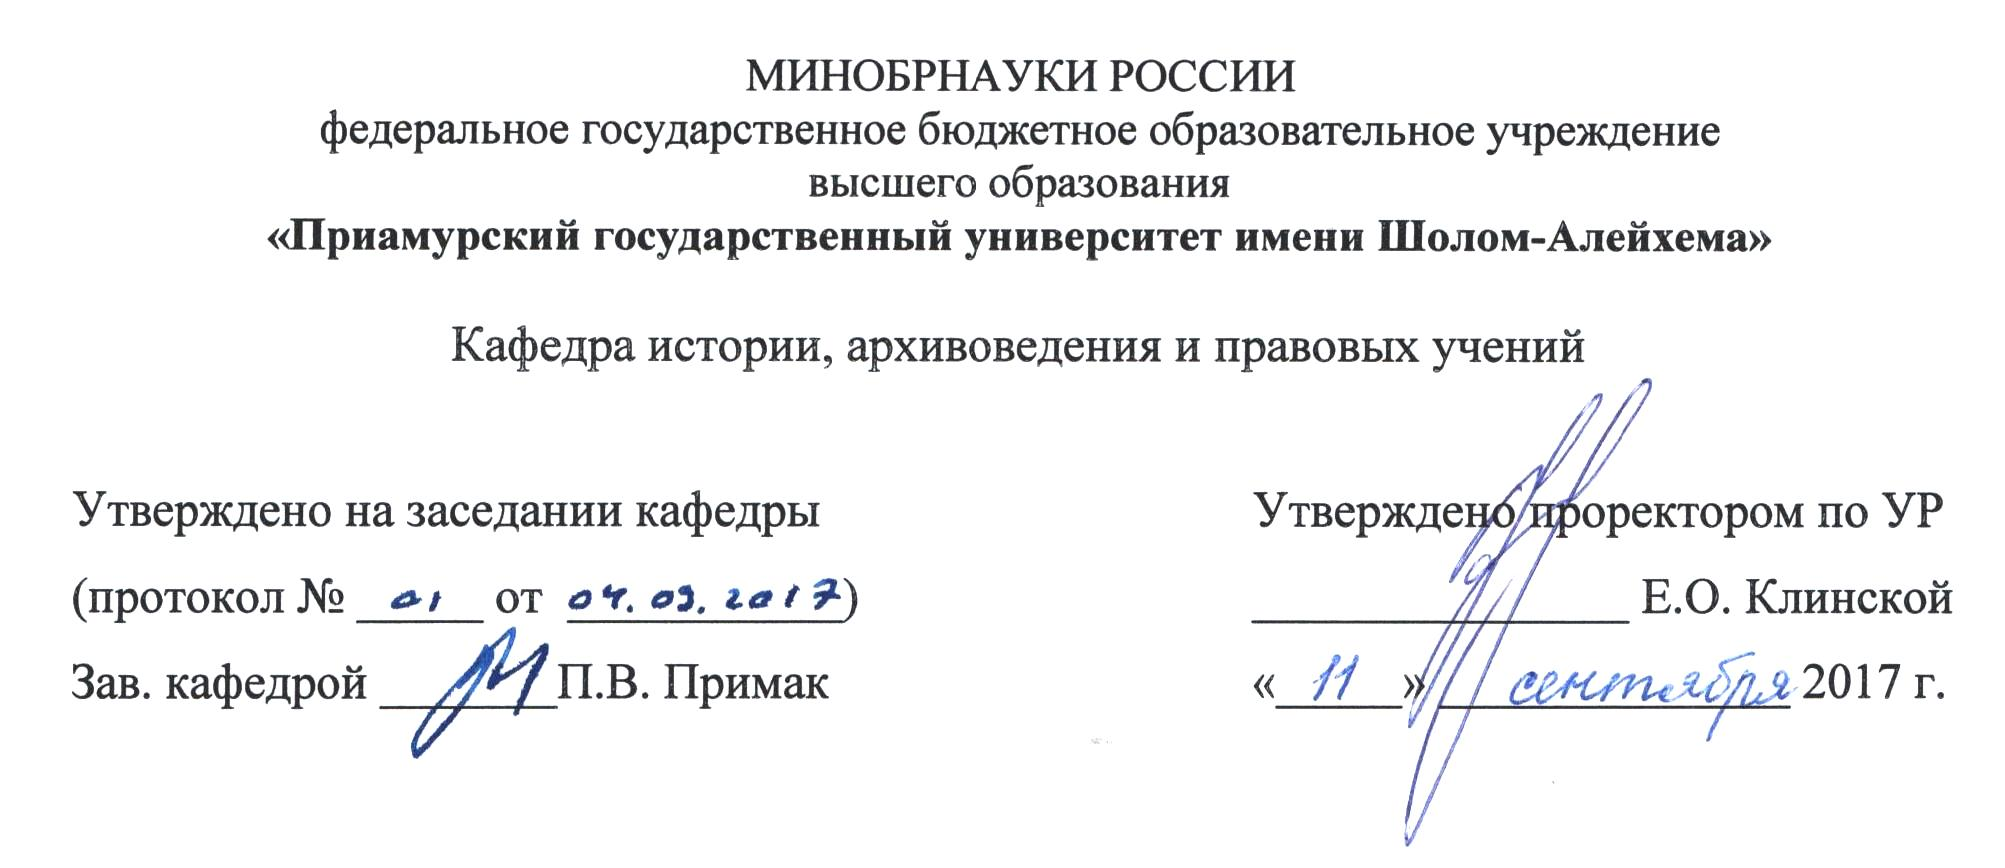 МИНОБРНАУКИ РОССИИ
федеральное государственное бюджетное образовательное учреждение
высшего образования
«Приамурский государственный университет имени Шолом-Алейхема»
Кафедра истории, архивоведения и правовых учений
Утверждено на заседании кафедры
(протокол № 01 от 04.09.2017)
Зав. кафедрой П.В. Примак
Утверждено проректором по УР
Е.О. Клинской
«11» сентября 2017 г.